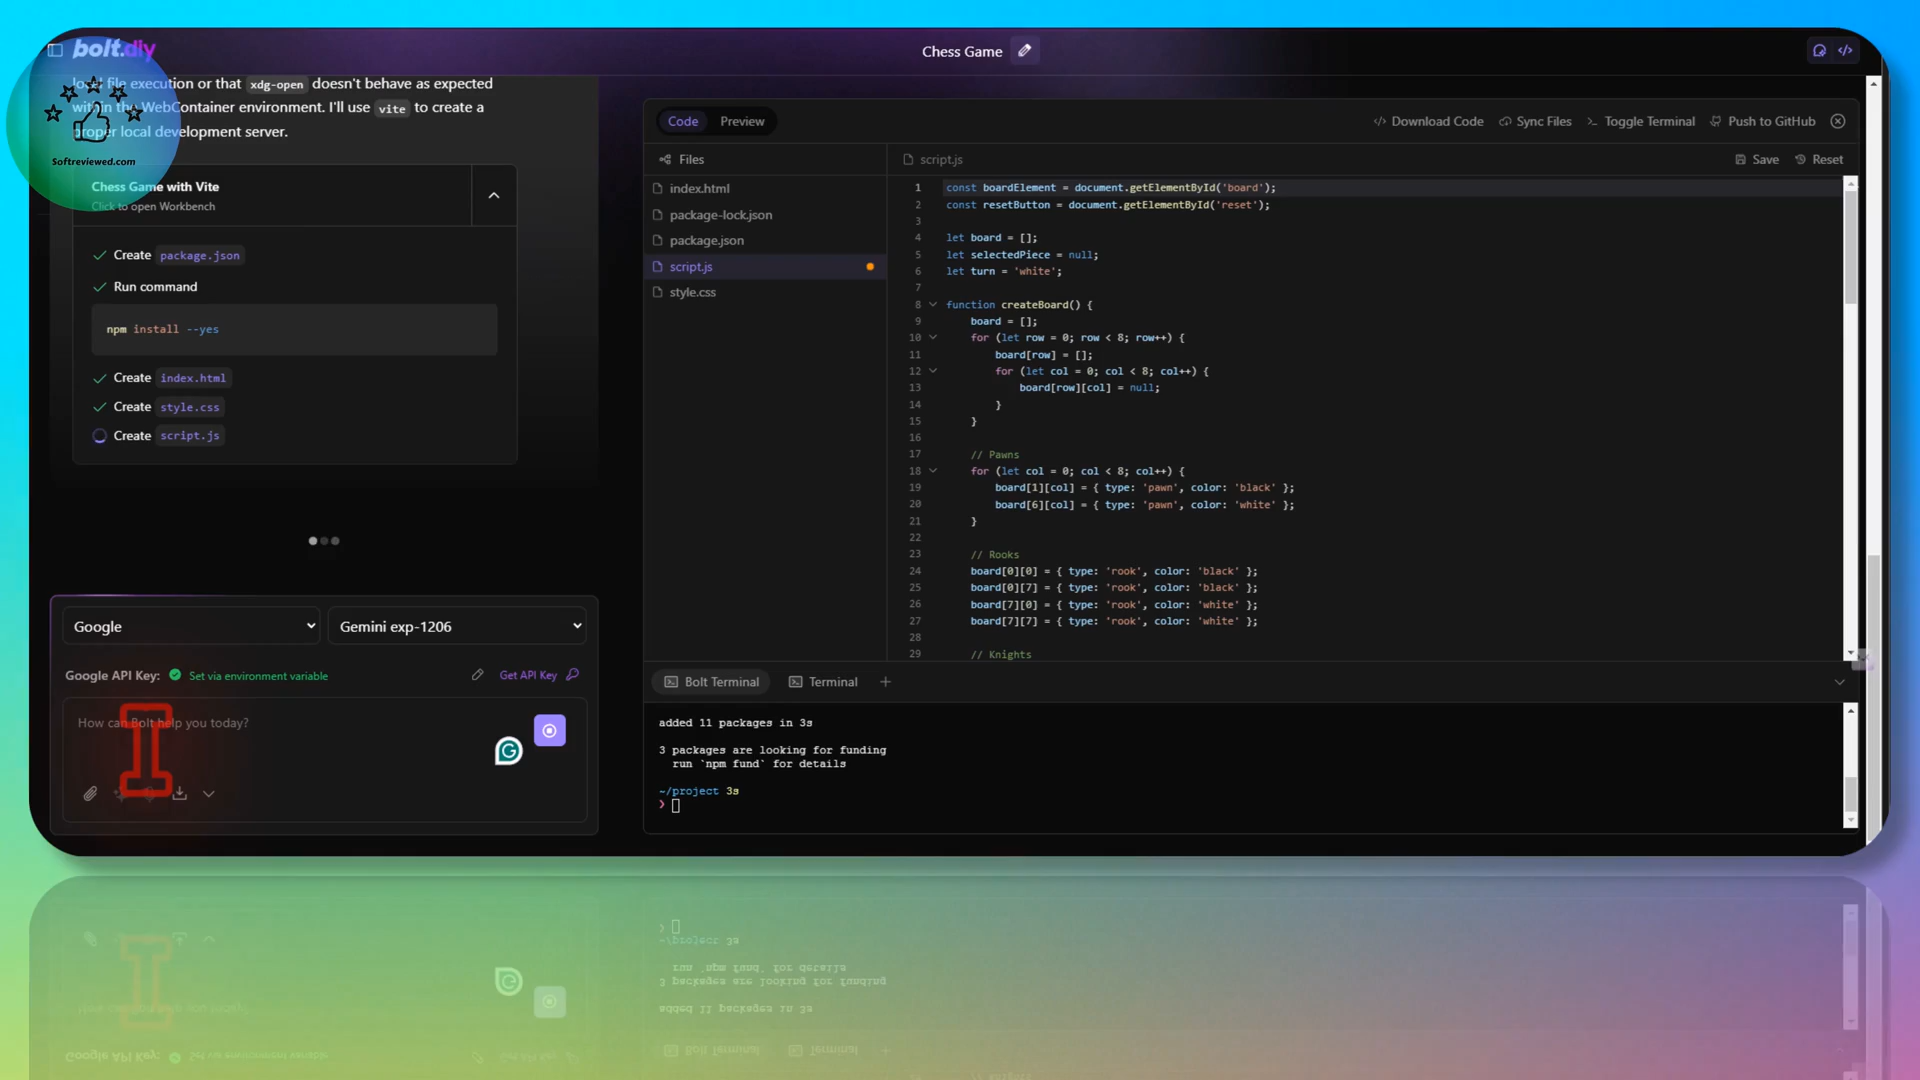 bolt.diy
Chess Game
local file execution or that xdg-open doesn't behave as expected
within the WebContainer environment. I'll use vite to create a
proper local development server.
Softreviewed.com
Chess Game with Vite
Click to open Workbench
Create package.json
Run command
npm install --yes
Create index.html
Create style.css
Create script.js
Google
Gemini exp-1206
Google API Key: Set via environment variable
Get API Key
How can Bolt help you today?
Code
Preview
Download Code
Sync Files
Toggle Terminal
Push to GitHub
Files
index.html
package-lock.json
package.json
script.js
style.css
script.js
Save
Reset
1 const boardElement = document.getElementById('board');
2 const resetButton = document.getElementById('reset');
3
4 let board = [];
5 let selectedPiece = null;
6 let turn = 'white';
7
8 function createBoard() {
9 board = [];
10 for (let row = 0; row < 8; row++) {
11 board[row] = [];
12 for (let col = 0; col < 8; col++) {
13 board[row][col] = null;
14 }
15 }
16
17 // Pawns
18 for (let col = 0; col < 8; col++) {
19 board[1][col] = { type: 'pawn', color: 'black' };
20 board[6][col] = { type: 'pawn', color: 'white' };
21 }
22
23 // Rooks
24 board[0][0] = { type: 'rook', color: 'black' };
25 board[0][7] = { type: 'rook', color: 'black' };
26 board[7][0] = { type: 'rook', color: 'white' };
27 board[7][7] = { type: 'rook', color: 'white' };
28
29 // Knights
Bolt Terminal
Terminal
added 11 packages in 3s
3 packages are looking for funding
run `npm fund` for details
~/project 3s
❯